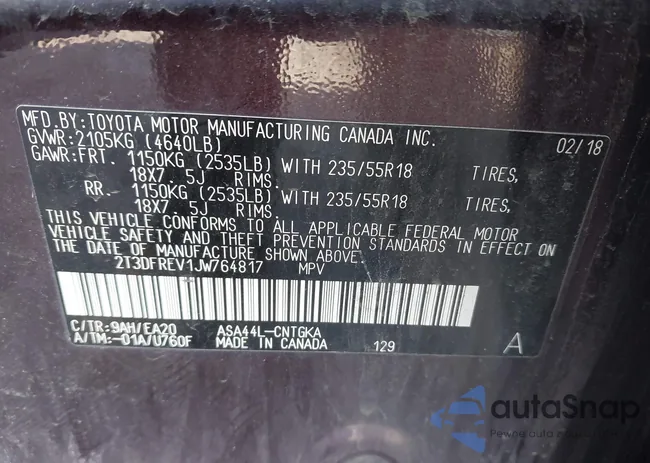 MFD.BY:TOYOTA MOTOR MANUFACTURING CANADA INC. 02/18
GVWR:2105KG (4640LB)
GAWR:FRT. 1150KG (2535LB) WITH 235/55R18 TIRES,
18X7.5J RIMS.
RR. 1150KG (2535LB) WITH 235/55R18 TIRES,
18X7.5J RIMS.
THIS VEHICLE CONFORMS TO ALL APPLICABLE FEDERAL MOTOR
VEHICLE SAFETY AND THEFT PREVENTION STANDARDS IN EFFECT ON
THE DATE OF MANUFACTURE SHOWN ABOVE.
2T3DFREV1JW764817 MPV
C/TR:9AH/EA20 ASA44L-CNTGKA
A/TM:-01A/U760F MADE IN CANADA 129 A
autoSnap
Pewne auta z